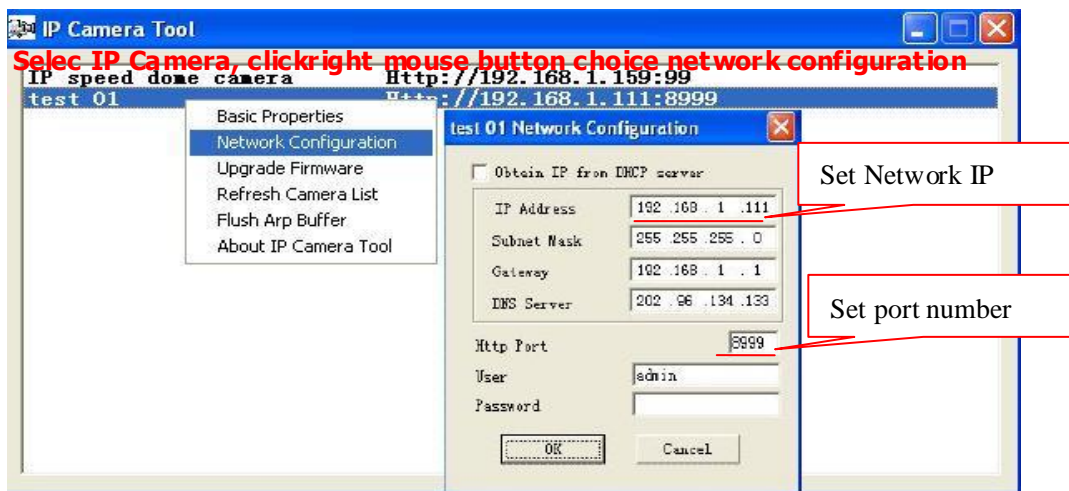 IP Camera Tool
Selec IP Camera, clickright mouse button choice network configuration
IP speed dome camera Http://192.168.1.159:99
test 01 Http://192.168.1.111:8999
Basic Properties
Network Configuration
Upgrade Firmware
Refresh Camera List
Flush Arp Buffer
About IP Camera Tool
test 01 Network Configuration
Obtain IP from DHCP server
IP Address 192 .168 . 1 .111
Subnet Mask 255 .255 .255 . 0
Gateway 192 .168 . 1 . 1
DNS Server 202 . 96 .134 .133
Http Port 8999
User admin
Password
OK Cancel
Set Network IP
Set port number